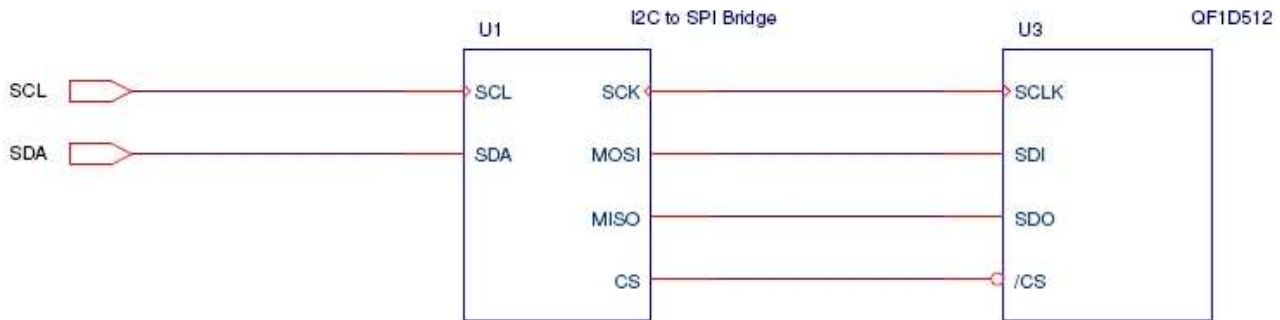 I2C to SPI Bridge
QF1D512
U1
U3
SCL
SCL
SCK
SCLK
SDA
SDA
MOSI
SDI
MISO
SDO
CS
/CS